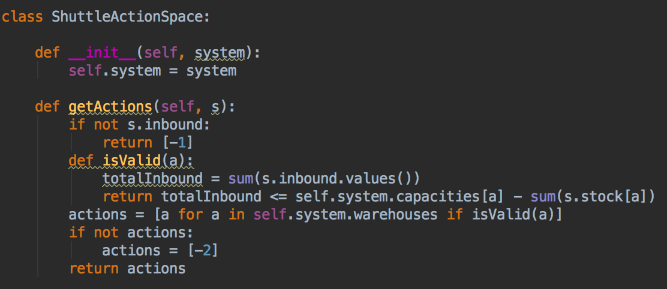 class ShuttleActionSpace:
    def __init__(self, system):
        self.system = system
    def getActions(self, s):
        if not s.inbound:
            return [-1]
        def isValid(a):
            totalInbound = sum(s.inbound.values())
            return totalInbound <= self.system.capacities[a] - sum(s.stock[a])
        actions = [a for a in self.system.warehouses if isValid(a)]
        if not actions:
            actions = [-2]
        return actions